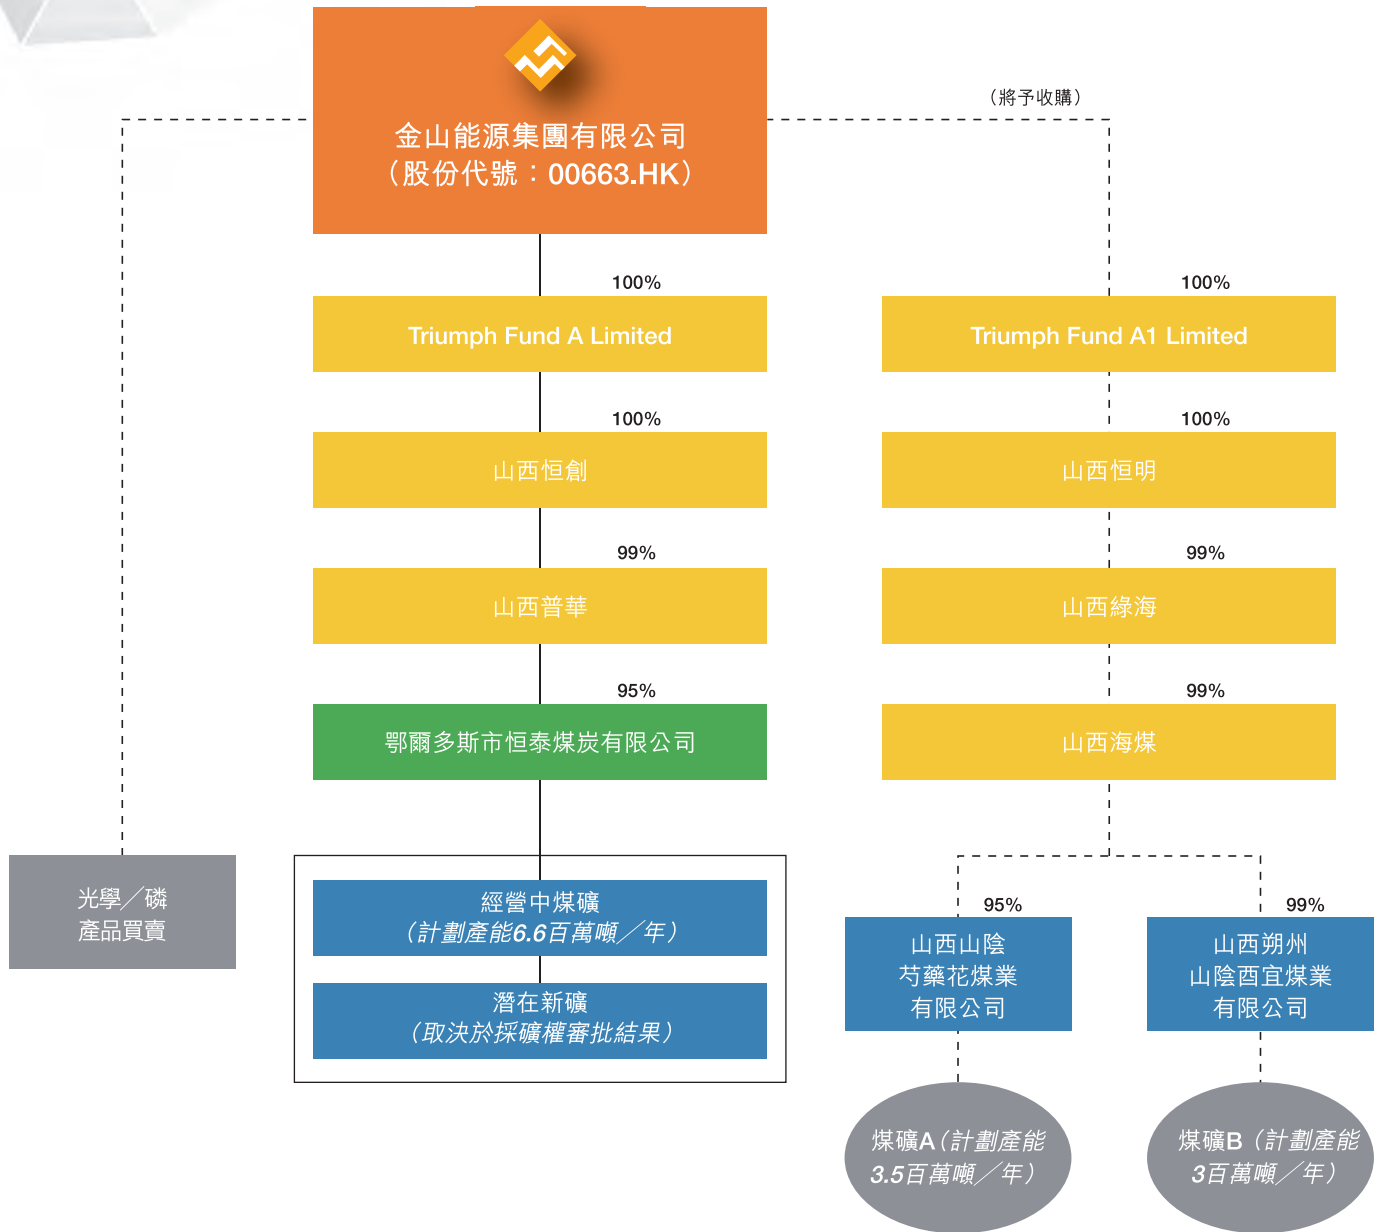 （將予收購）
金山能源集團有限公司
（股份代號：00663.HK）
100%
100%
Triumph Fund A Limited
Triumph Fund A1 Limited
100%
100%
山西恒創
山西恒明
99%
99%
山西普華
山西綠海
95%
99%
鄂爾多斯市恒泰煤炭有限公司
山西海煤
光學／磷
產品買賣
經營中煤礦
（計劃產能6.6百萬噸／年）
潛在新礦
（取決於採礦權審批結果）
95%
99%
山西山陰
芍藥花煤業
有限公司
山西朔州
山陰西宜煤業
有限公司
煤礦A（計劃產能
3.5百萬噸／年）
煤礦B（計劃產能
3百萬噸／年）